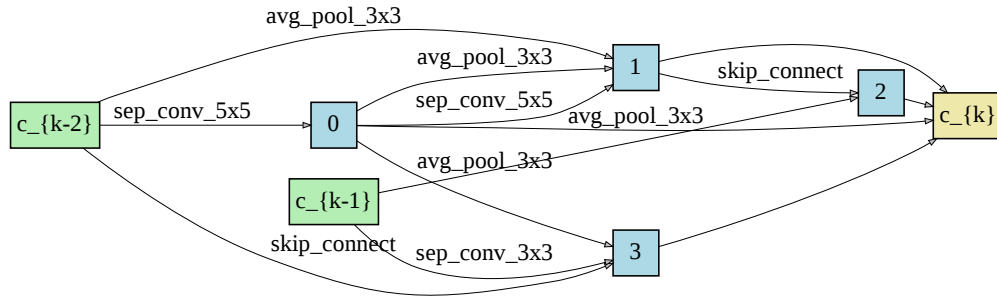 avg_pool_3x3
avg_pool_3x3
skip_connect
sep_conv_5x5
sep_conv_5x5
avg_pool_3x3
c_{k-2}
0
1
2
c_{k}
avg_pool_3x3
c_{k-1}
skip_connect
sep_conv_3x3
3